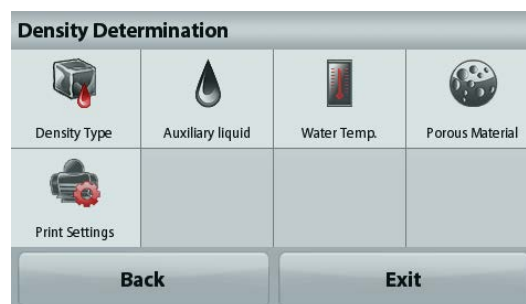 Density Determination
Density Type
Auxiliary liquid
Water Temp.
Porous Material
Print Settings
Back
Exit